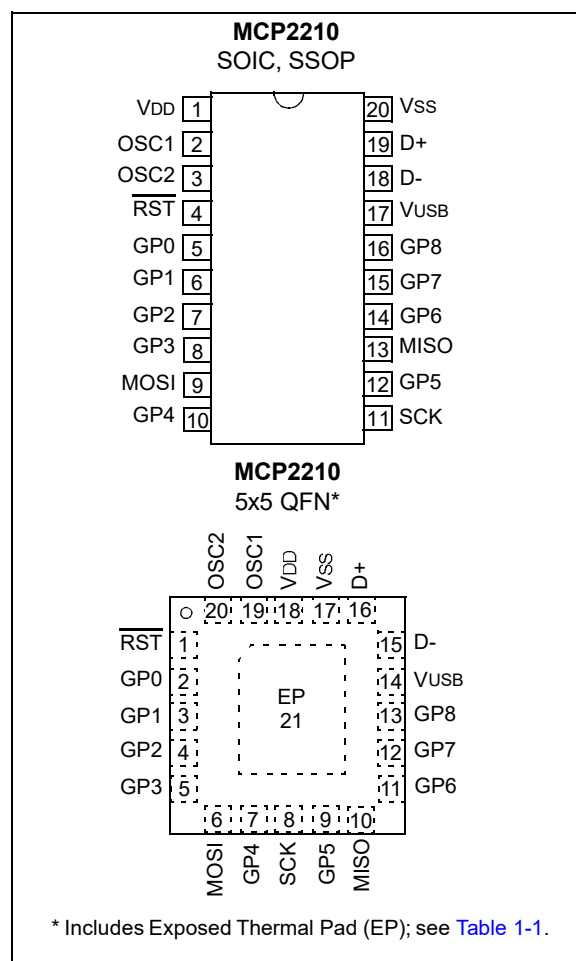 MCP2210
SOIC, SSOP
VDD 1 20 VSS
OSC1 2 19 D+
OSC2 3 18 D-
RST 4 17 VUSB
GP0 5 16 GP8
GP1 6 15 GP7
GP2 7 14 GP6
GP3 8 13 MISO
MOSI 9 12 GP5
GP4 10 11 SCK
MCP2210
5x5 QFN*
OSC2 OSC1 VDD VSS D+
20 19 18 17 16
RST 1 15 D-
GP0 2 14 VUSB
EP
GP1 3 13 GP8
21
GP2 4 12 GP7
GP3 5 11 GP6
6 7 8 9 10
MOSI GP4 SCK GP5 MISO
* Includes Exposed Thermal Pad (EP); see Table 1-1.